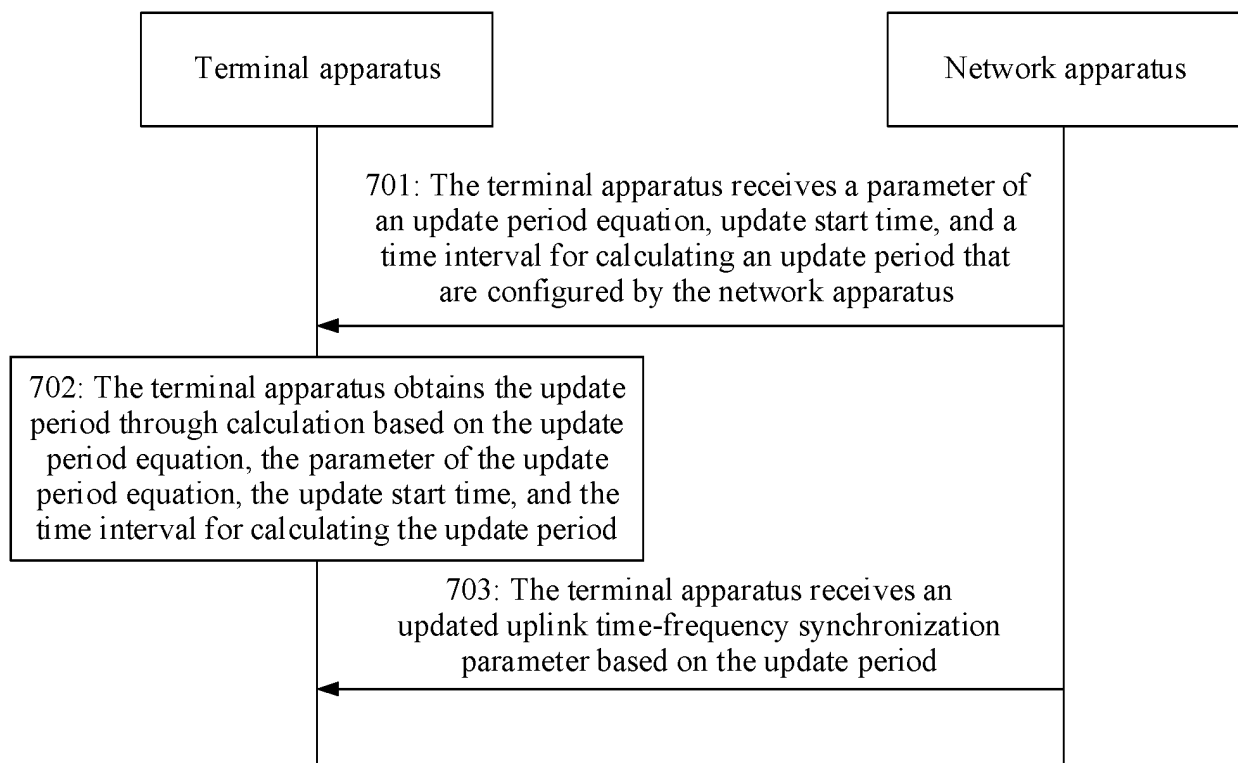 Terminal apparatus
Network apparatus
701: The terminal apparatus receives a parameter of
an update period equation, update start time, and a
time interval for calculating an update period that
are configured by the network apparatus
702: The terminal apparatus obtains the update
period through calculation based on the update
period equation, the parameter of the update
period equation, the update start time, and the
time interval for calculating the update period
703: The terminal apparatus receives an
updated uplink time-frequency synchronization
parameter based on the update period